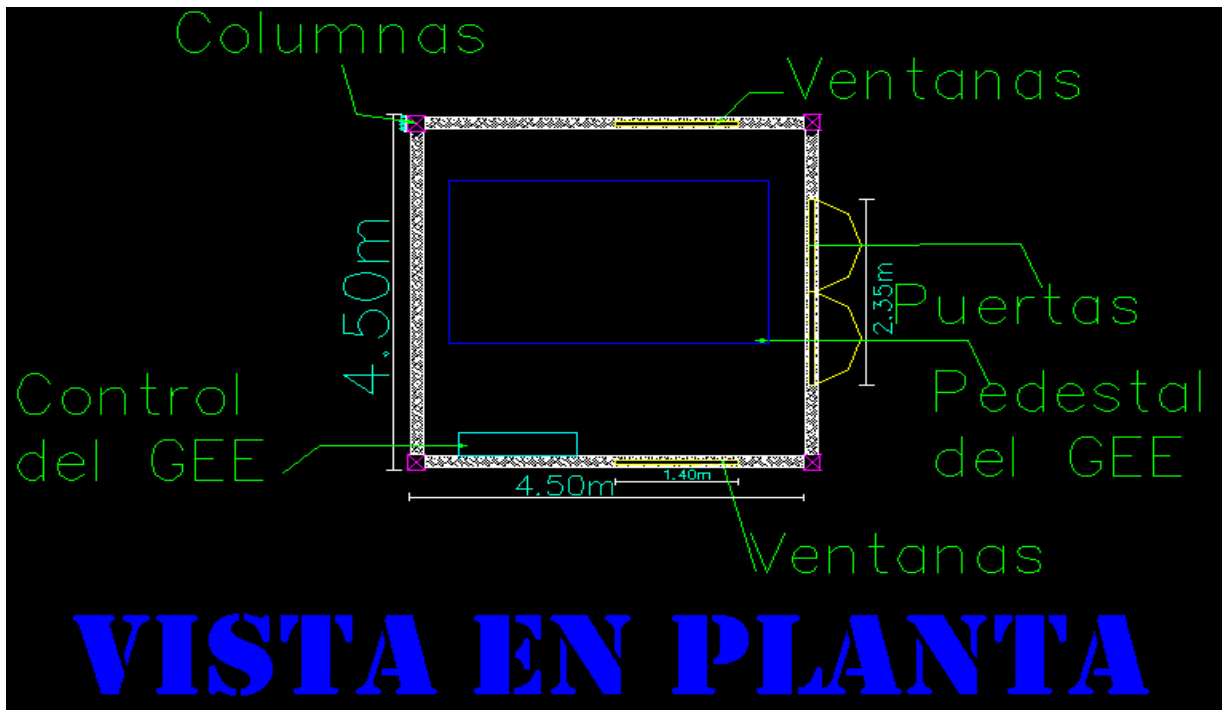 Columnas
Ventanas
4.50m
2.35m
Puertas
Control
del GEE
Pedestal
del GEE
1.40m
4.50m
Ventanas
VISTA EN PLANTA